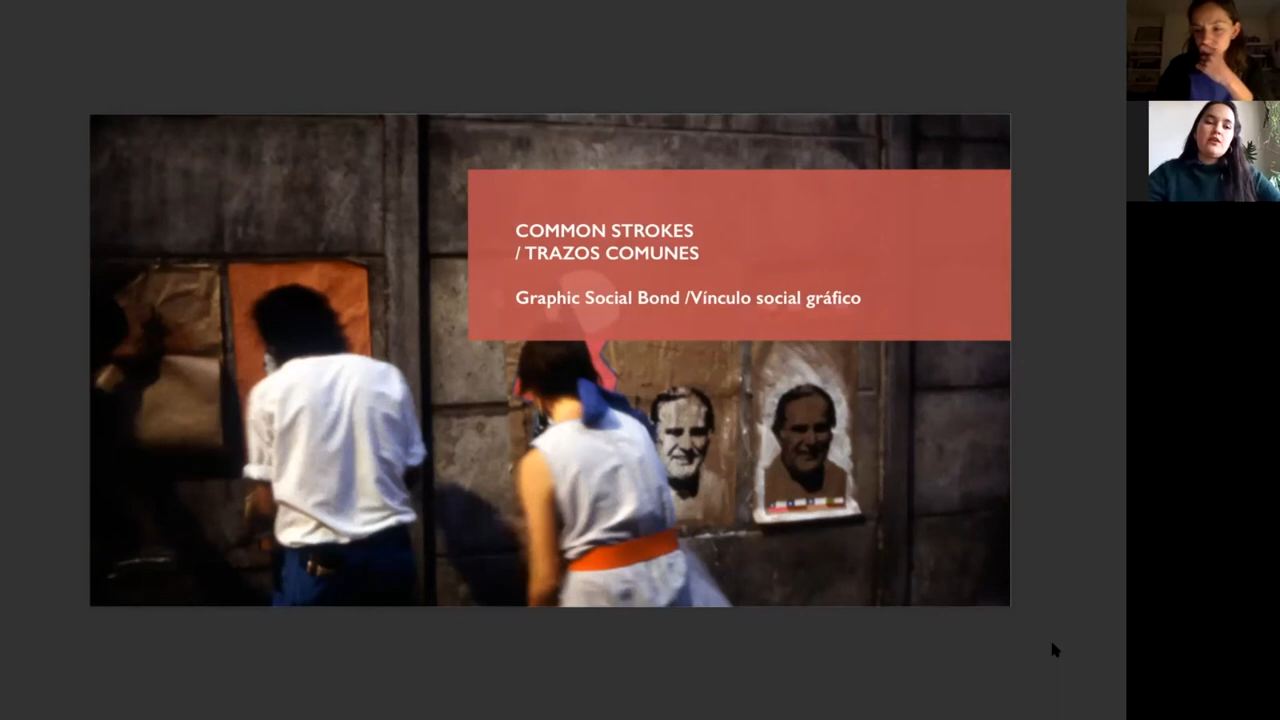 COMMON STROKES
/ TRAZOS COMUNES
Graphic Social Bond /Vínculo social gráfico